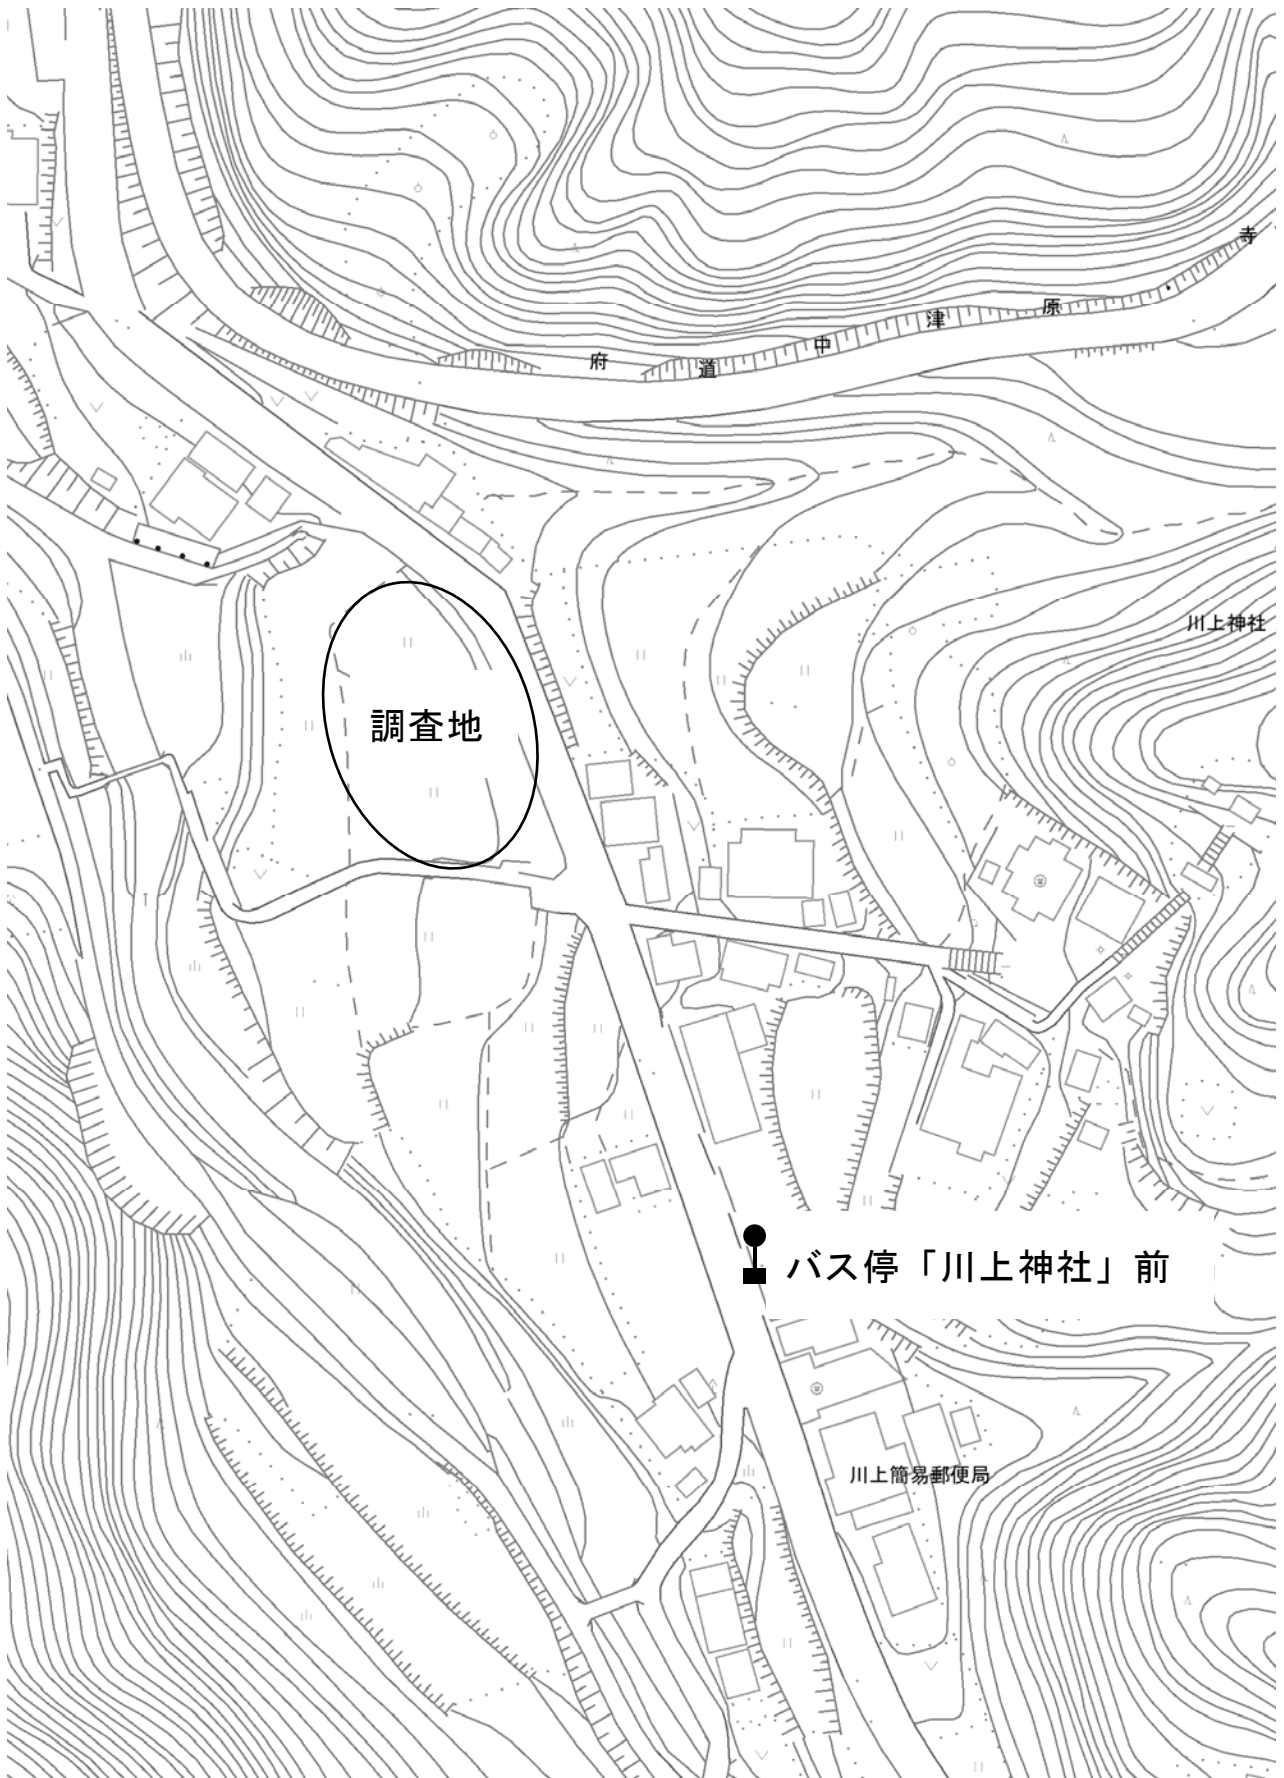 府道中津原寺
川上神社
調査地
バス停「川上神社」前
川上簡易郵便局